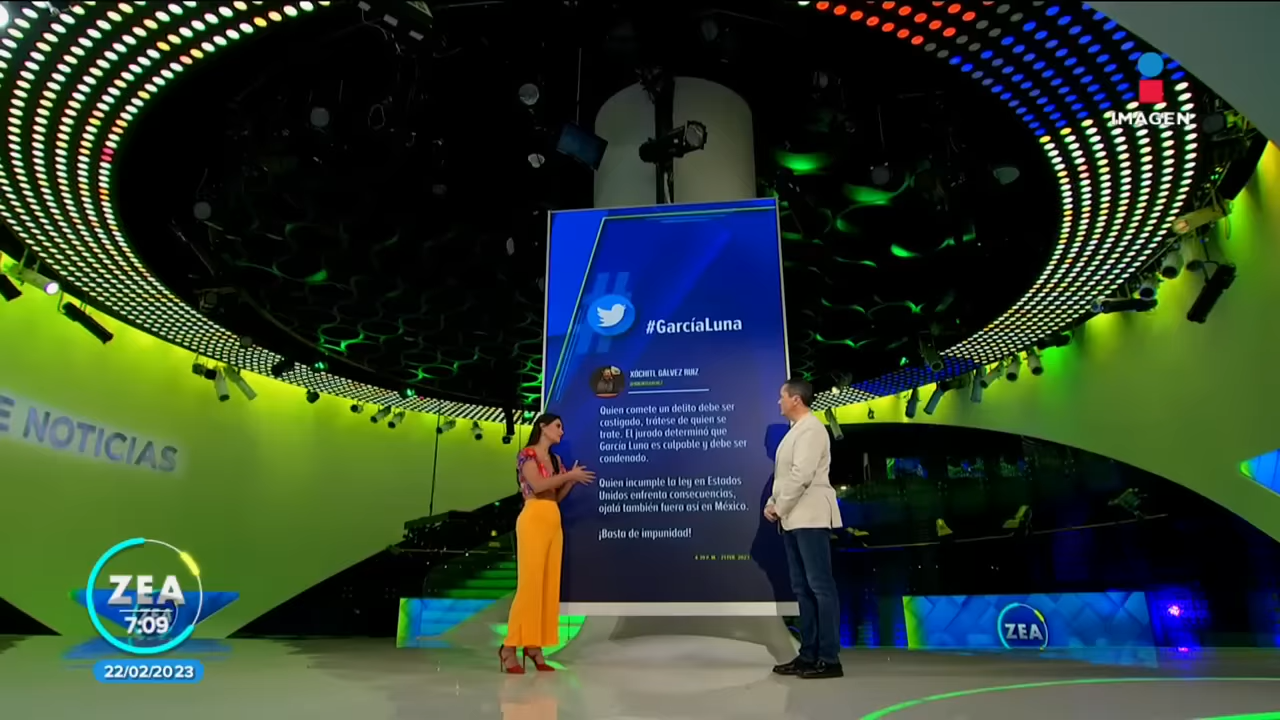 IMAGEN
#GarcíaLuna
XÓCHITL GÁLVEZ RUIZ
Quien comete un delito debe ser
castigado, trátese de quien se
trate. El jurado determinó que
García Luna es culpable y debe ser
condenado.
Quien incumple la ley en Estados
Unidos enfrenta consecuencias,
ojalá también fuera así en México.
¡Basta de impunidad!
E NOTICIAS
ZEA
7:09
22/02/2023
ZEA